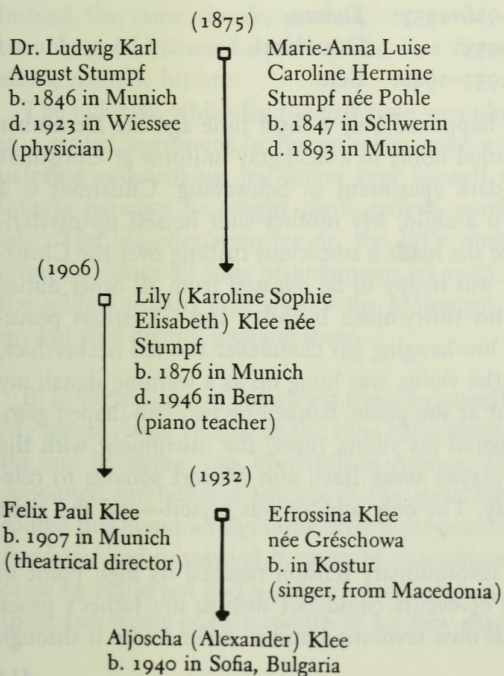 (1875)
Dr. Ludwig Karl
August Stumpf
b. 1846 in Munich
d. 1923 in Wiessee
(physician)
Marie-Anna Luise
Caroline Hermine
Stumpf née Pohle
b. 1847 in Schwerin
d. 1893 in Munich
(1906)
Lily (Karoline Sophie
Elisabeth) Klee née
Stumpf
b. 1876 in Munich
d. 1946 in Bern
(piano teacher)
(1932)
Felix Paul Klee
b. 1907 in Munich
(theatrical director)
Efrossina Klee
née Gréschowa
b. in Kostur
(singer, from Macedonia)
Aljoscha (Alexander) Klee
b. 1940 in Sofia, Bulgaria